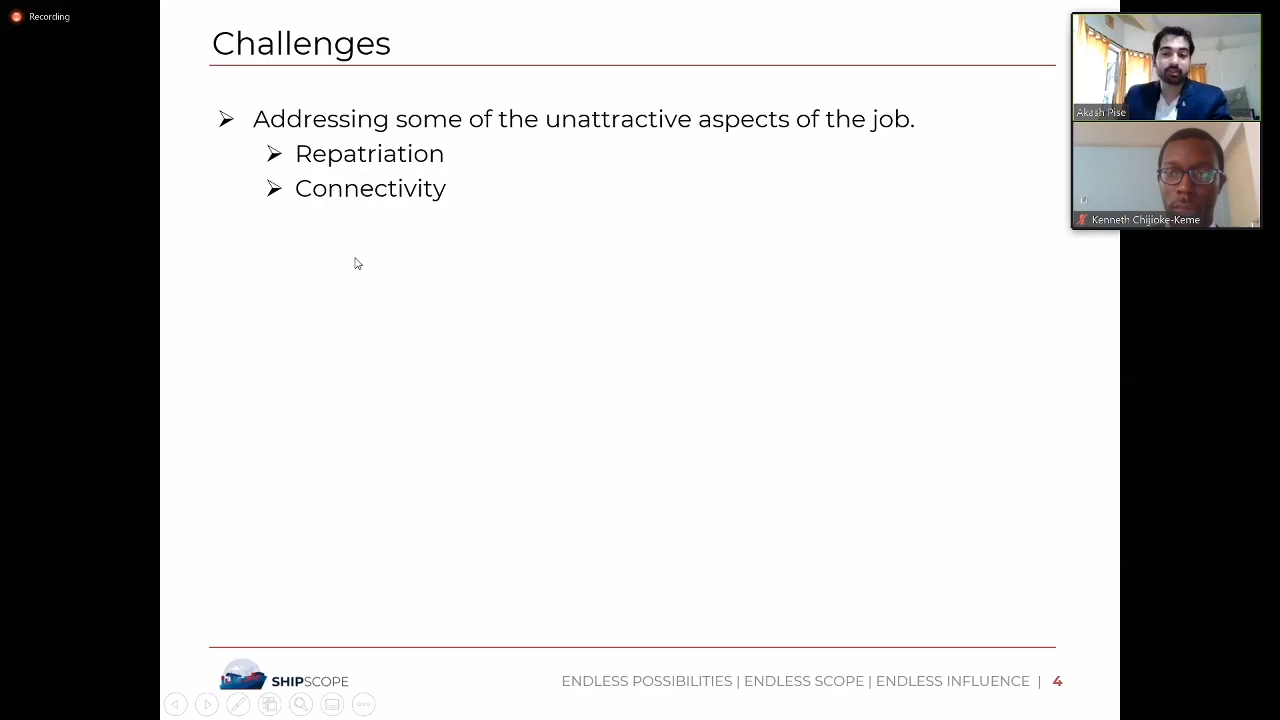 Recording
Challenges
Addressing some of the unattractive aspects of the job.
Repatriation
Connectivity
Akash Pise
Kenneth Chijioke-Keme
SHIPSCOPE
ENDLESS POSSIBILITIES | ENDLESS SCOPE | ENDLESS INFLUENCE | 4